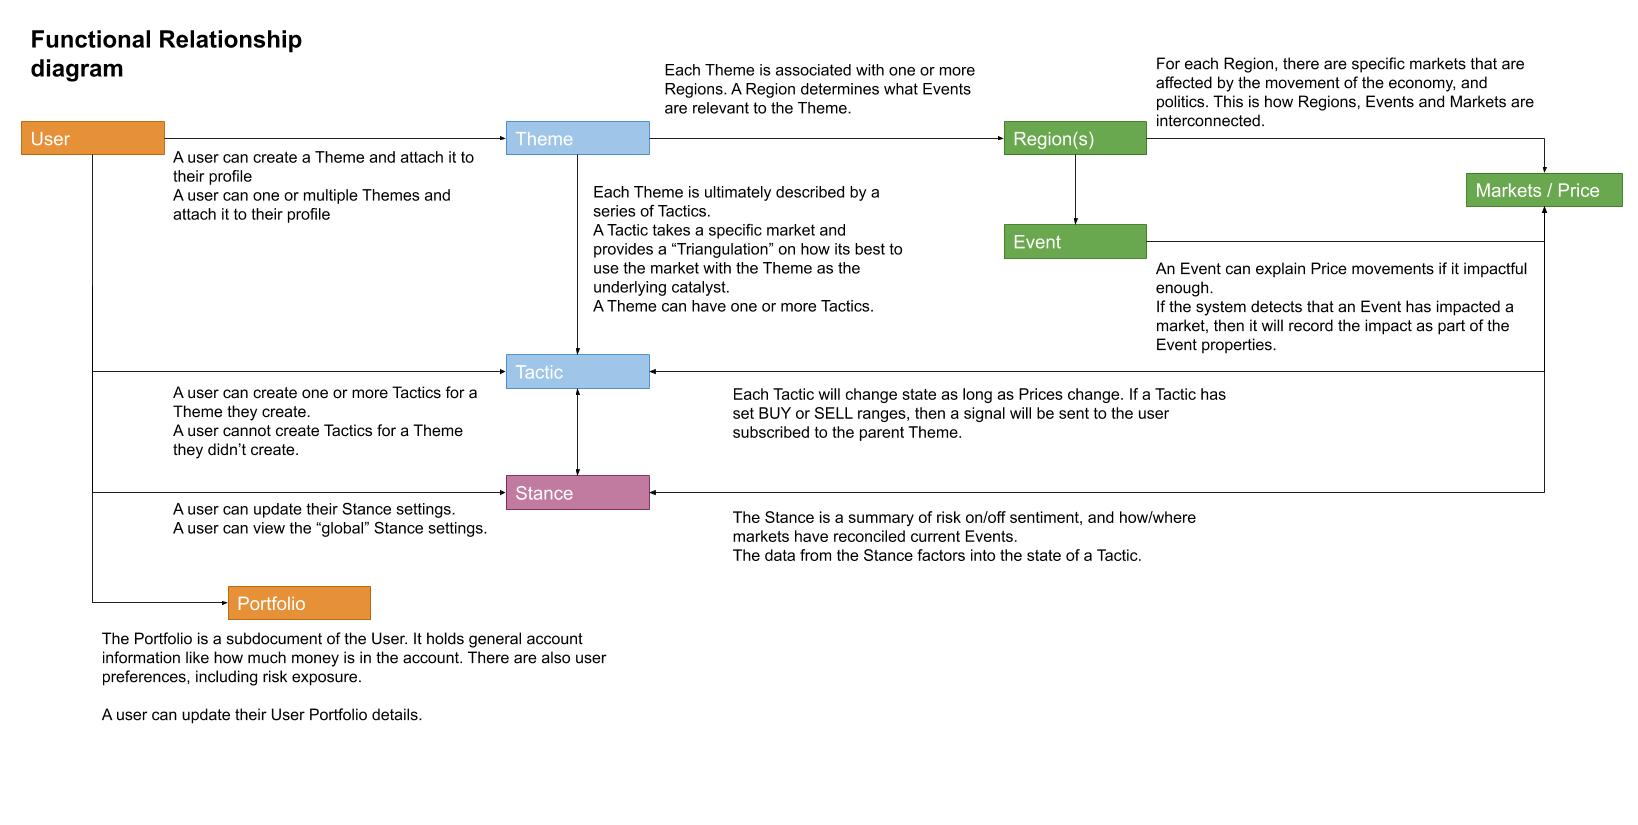 Functional Relationship
diagram
Each Theme is associated with one or more
Regions. A Region determines what Events
are relevant to the Theme.
For each Region, there are specific markets that are
affected by the movement of the economy, and
politics. This is how Regions, Events and Markets are
interconnected.
User
Theme
Region(s)
A user can create a Theme and attach it to
their profile
A user can one or multiple Themes and
attach it to their profile
Each Theme is ultimately described by a
series of Tactics.
A Tactic takes a specific market and
provides a “Triangulation” on how its best to
use the market with the Theme as the
underlying catalyst.
A Theme can have one or more Tactics.
Markets / Price
Event
An Event can explain Price movements if it impactful
enough.
If the system detects that an Event has impacted a
market, then it will record the impact as part of the
Event properties.
Tactic
A user can create one or more Tactics for a
Theme they create.
A user cannot create Tactics for a Theme
they didn’t create.
Each Tactic will change state as long as Prices change. If a Tactic has
set BUY or SELL ranges, then a signal will be sent to the user
subscribed to the parent Theme.
Stance
A user can update their Stance settings.
A user can view the “global” Stance settings.
The Stance is a summary of risk on/off sentiment, and how/where
markets have reconciled current Events.
The data from the Stance factors into the state of a Tactic.
Portfolio
The Portfolio is a subdocument of the User. It holds general account
information like how much money is in the account. There are also user
preferences, including risk exposure.
A user can update their User Portfolio details.